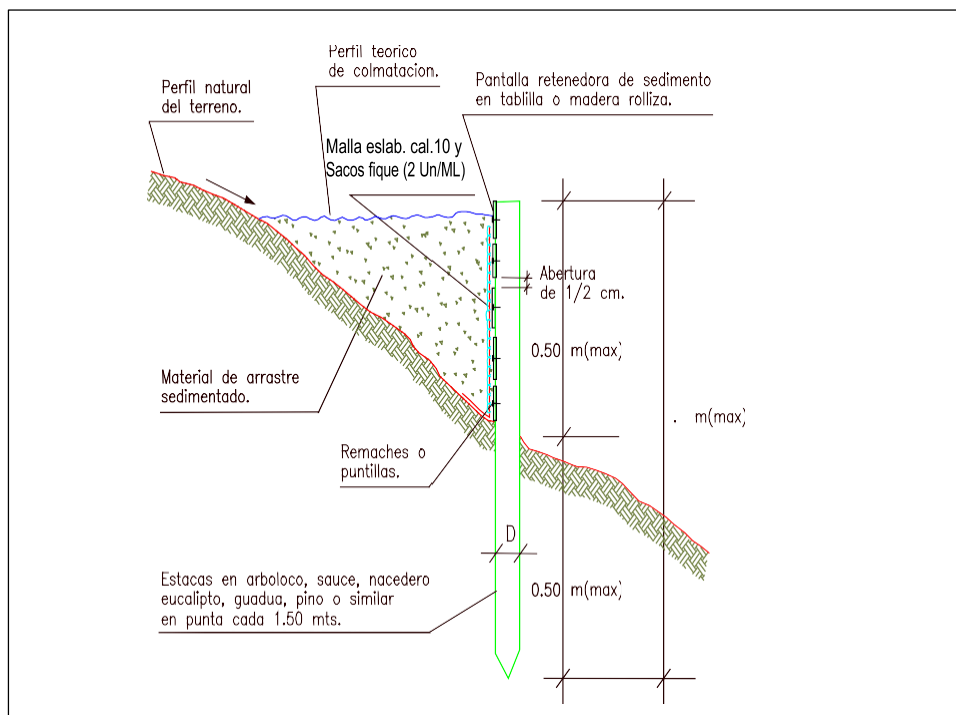 Perfil teorico
de colmatacion.
Pantalla retenedora de sedimento
en tablilla o madera rolliza.
Perfil natural
del terreno.
Malla eslab. cal.10 y
Sacos fique (2 Un/ML)
Abertura
de 1/2 cm.
0.50 m(max)
. m(max)
Material de arrastre
sedimentado.
Remaches o
puntillas.
D
Estacas en arboloco, sauce, nacedero
eucalipto, guadua, pino o similar
en punta cada 1.50 mts.
0.50 m(max)